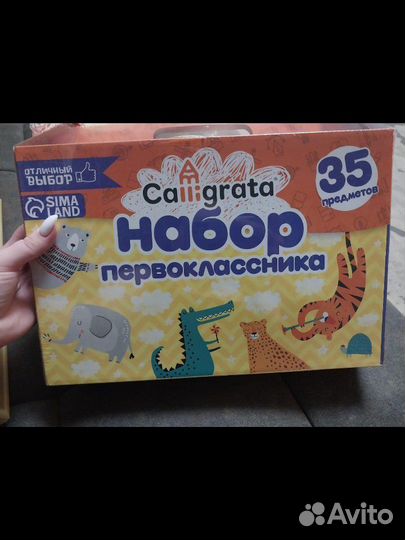 ОТЛИЧНЫЙ
ВЫБОР
SIMA
LAND
Calligrata
35
предметов
набор
первоклассника
Avito